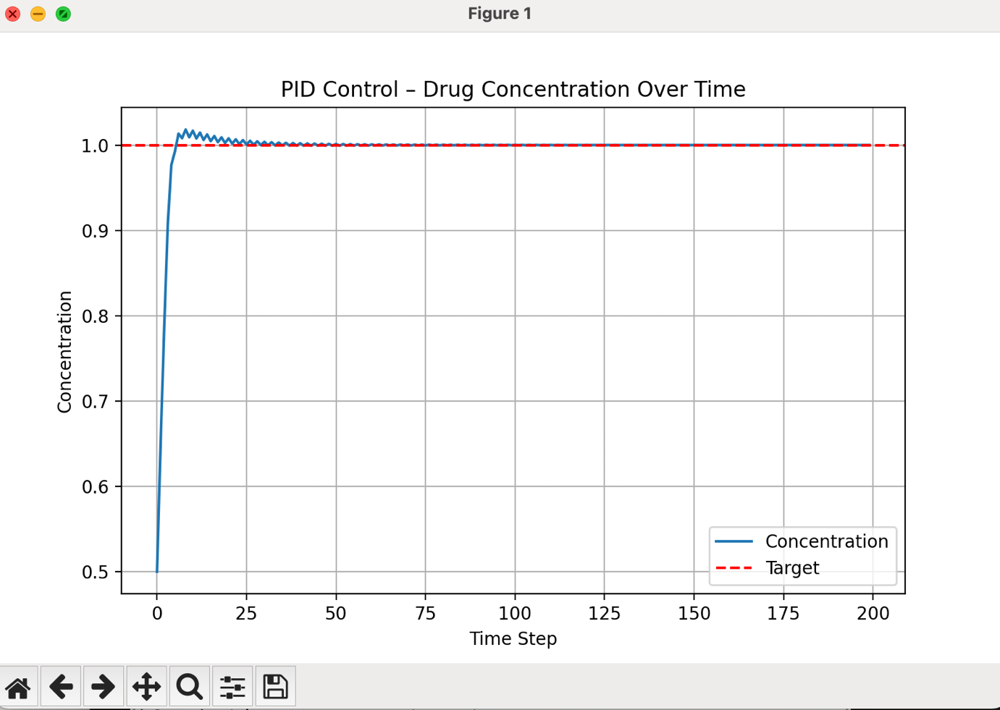 Figure 1
PID Control – Drug Concentration Over Time
1.0
0.9
0.8
0.7
0.6
0.5
Concentration
Concentration
Target
0 25 50 75 100 125 150 175 200
Time Step